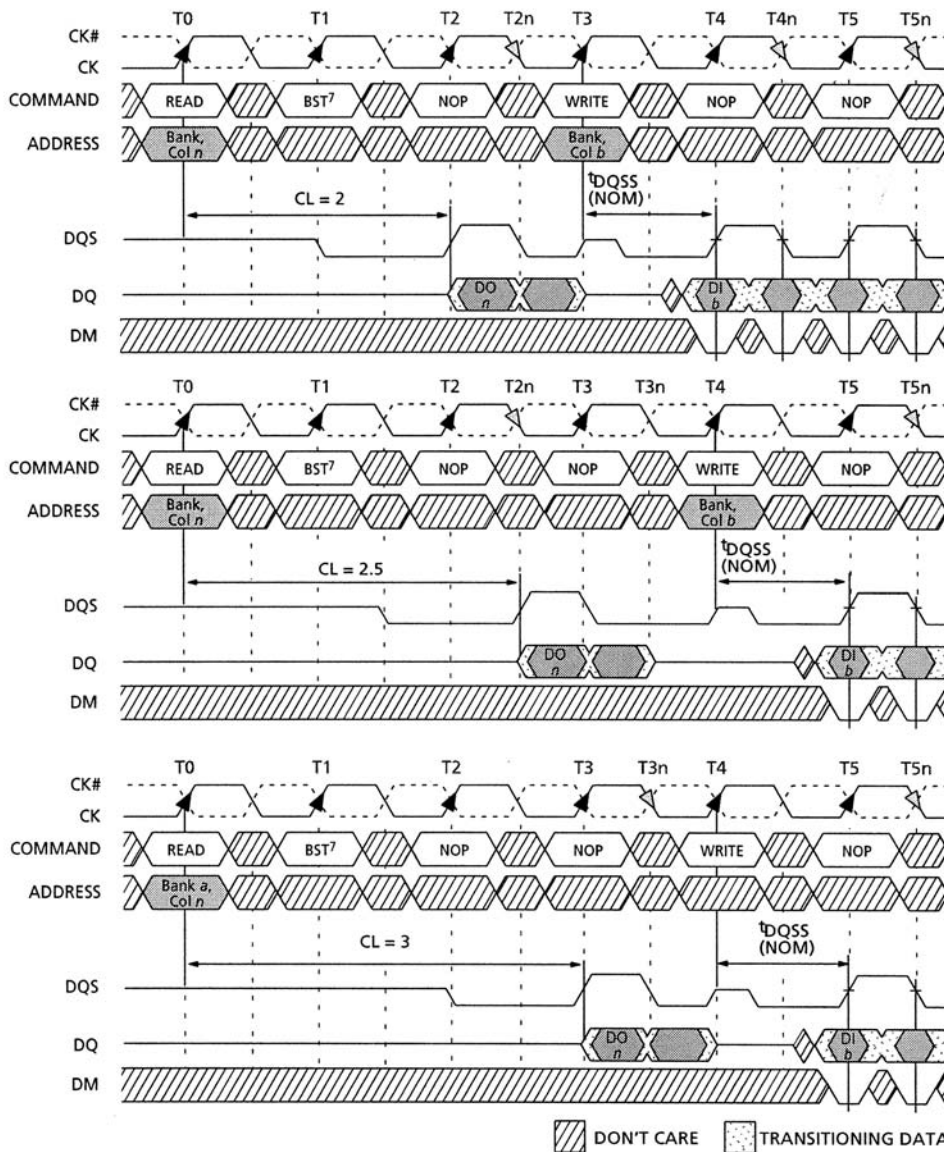 T0 T1 T2 T2n T3 T4 T4n T5 T5n
CK#
CK
COMMAND READ BST7 NOP WRITE NOP NOP
ADDRESS Bank, Col n Bank, Col b
CL = 2 tDQSS (NOM)
DQS
DQ DO n DI b
DM
T0 T1 T2 T2n T3 T3n T4 T5 T5n
CK#
CK
COMMAND READ BST7 NOP NOP WRITE NOP
ADDRESS Bank, Col n Bank, Col b
CL = 2.5 tDQSS (NOM)
DQS
DQ DO n DI b
DM
T0 T1 T2 T3 T3n T4 T5 T5n
CK#
CK
COMMAND READ BST7 NOP NOP WRITE NOP
ADDRESS Bank a, Col n
CL = 3 tDQSS (NOM)
DQS
DQ DO n DI b
DM
DON'T CARE TRANSITIONING DATA